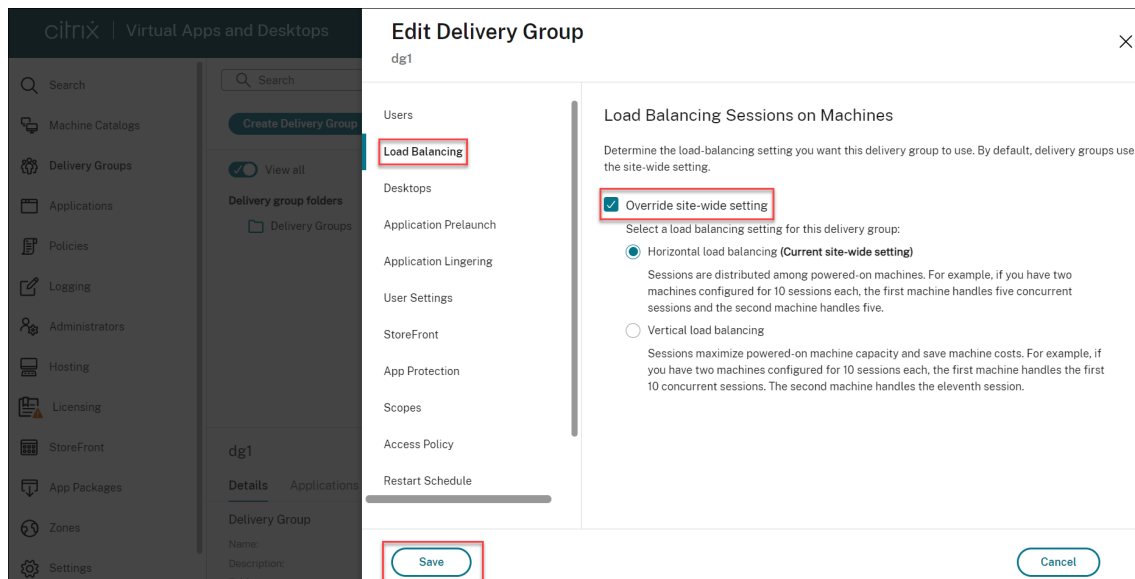 citrix | Virtual Apps and Desktops
Search
Machine Catalogs
Delivery Groups
Applications
Policies
Logging
Administrators
Hosting
Licensing
StoreFront
App Packages
Zones
Settings
Search
Create Delivery Group
View all
Delivery group folders
Delivery Groups
dg1
Details Applications
Delivery Group
Name:
Description:
Edit Delivery Group
dg1
Users
Load Balancing
Desktops
Application Prelaunch
Application Lingering
User Settings
StoreFront
App Protection
Scopes
Access Policy
Restart Schedule
Load Balancing Sessions on Machines
Determine the load-balancing setting you want this delivery group to use. By default, delivery groups use
the site-wide setting.
Override site-wide setting
Select a load balancing setting for this delivery group:
Horizontal load balancing (Current site-wide setting)
Sessions are distributed among powered-on machines. For example, if you have two
machines configured for 10 sessions each, the first machine handles five concurrent
sessions and the second machine handles five.
Vertical load balancing
Sessions maximize powered-on machine capacity and save machine costs. For example, if
you have two machines configured for 10 sessions each, the first machine handles the first
10 concurrent sessions. The second machine handles the eleventh session.
Save
Cancel